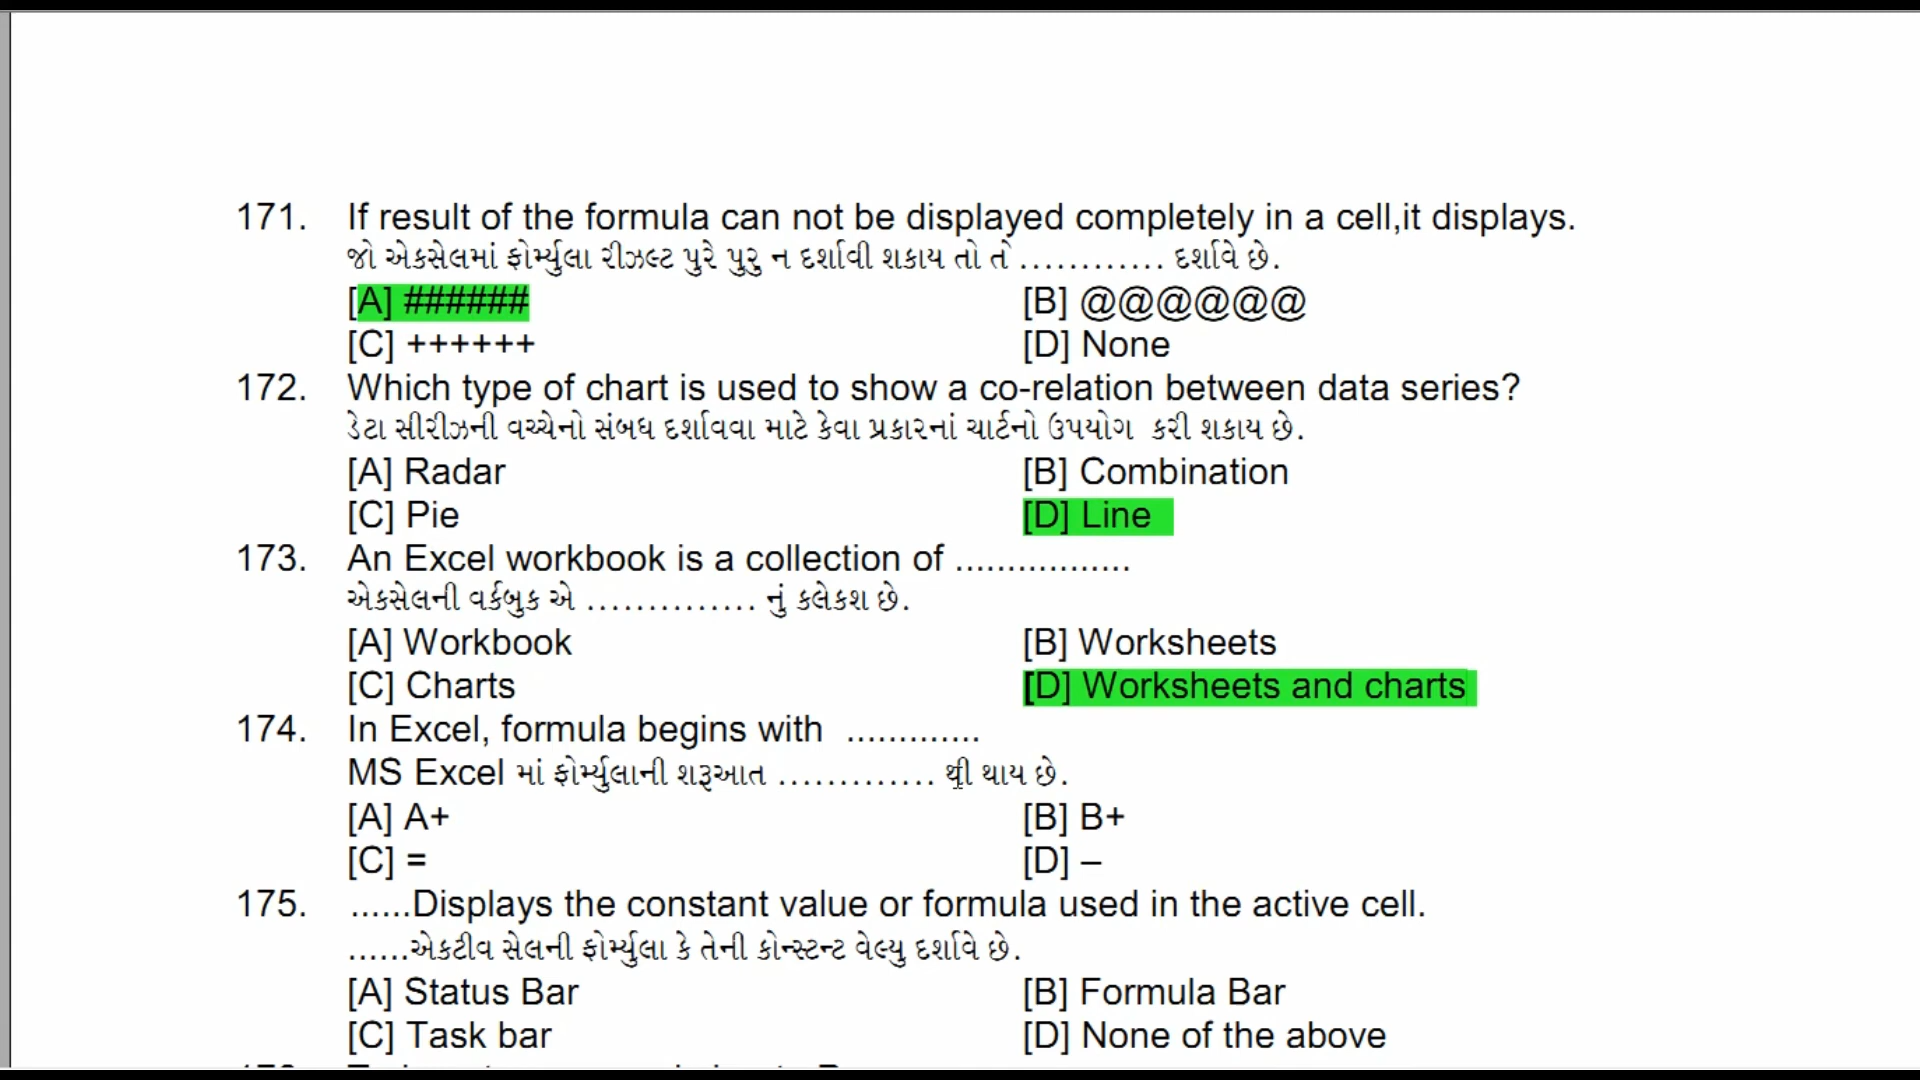 171. If result of the formula can not be displayed completely in a cell,it displays.
જો એકસેલમાં ફોર્મ્યુલા રીઝલ્ટ પુરે પુરુ ન દર્શાવી શકાય તો તે ............ દર્શાવે છે.
[A] ###### [B] @@@@@@
[C] ++++++ [D] None
172. Which type of chart is used to show a co-relation between data series?
ડેટા સીરીઝની વચ્ચેનો સંબધ દર્શાવવા માટે કેવા પ્રકારનાં ચાર્ટનો ઉપયોગ કરી શકાય છે.
[A] Radar [B] Combination
[C] Pie [D] Line
173. An Excel workbook is a collection of .................
એકસેલની વર્કબુક એ .............. નું કલેકશ છે.
[A] Workbook [B] Worksheets
[C] Charts [D] Worksheets and charts
174. In Excel, formula begins with .............
MS Excel માં ફોર્મ્યુલાની શરૂઆત ............. થી થાય છે.
[A] A+ [B] B+
[C] = [D] –
175. ......Displays the constant value or formula used in the active cell.
......એકટીવ સેલની ફોર્મ્યુલા કે તેની કોન્સ્ટન્ટ વેલ્યુ દર્શાવે છે.
[A] Status Bar [B] Formula Bar
[C] Task bar [D] None of the above